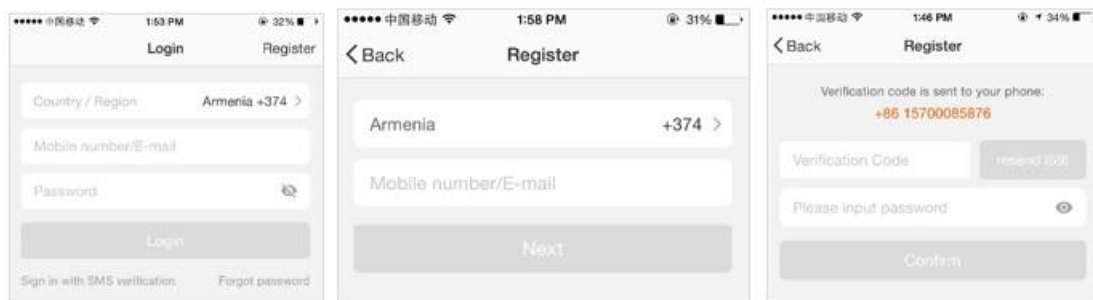 中国移动 1:53 PM 32%
Login Register
Country / Region Armenia +374 >
Mobile number/E-mail
Password
Login
Sign in with SMS verification Forgot password
中国移动 1:58 PM 31%
< Back Register
Armenia +374 >
Mobile number/E-mail
Next
中国移动 1:46 PM 34%
< Back Register
Verification code is sent to your phone:
+86 15700085876
Verification Code resend (59)
Please input password
Confirm